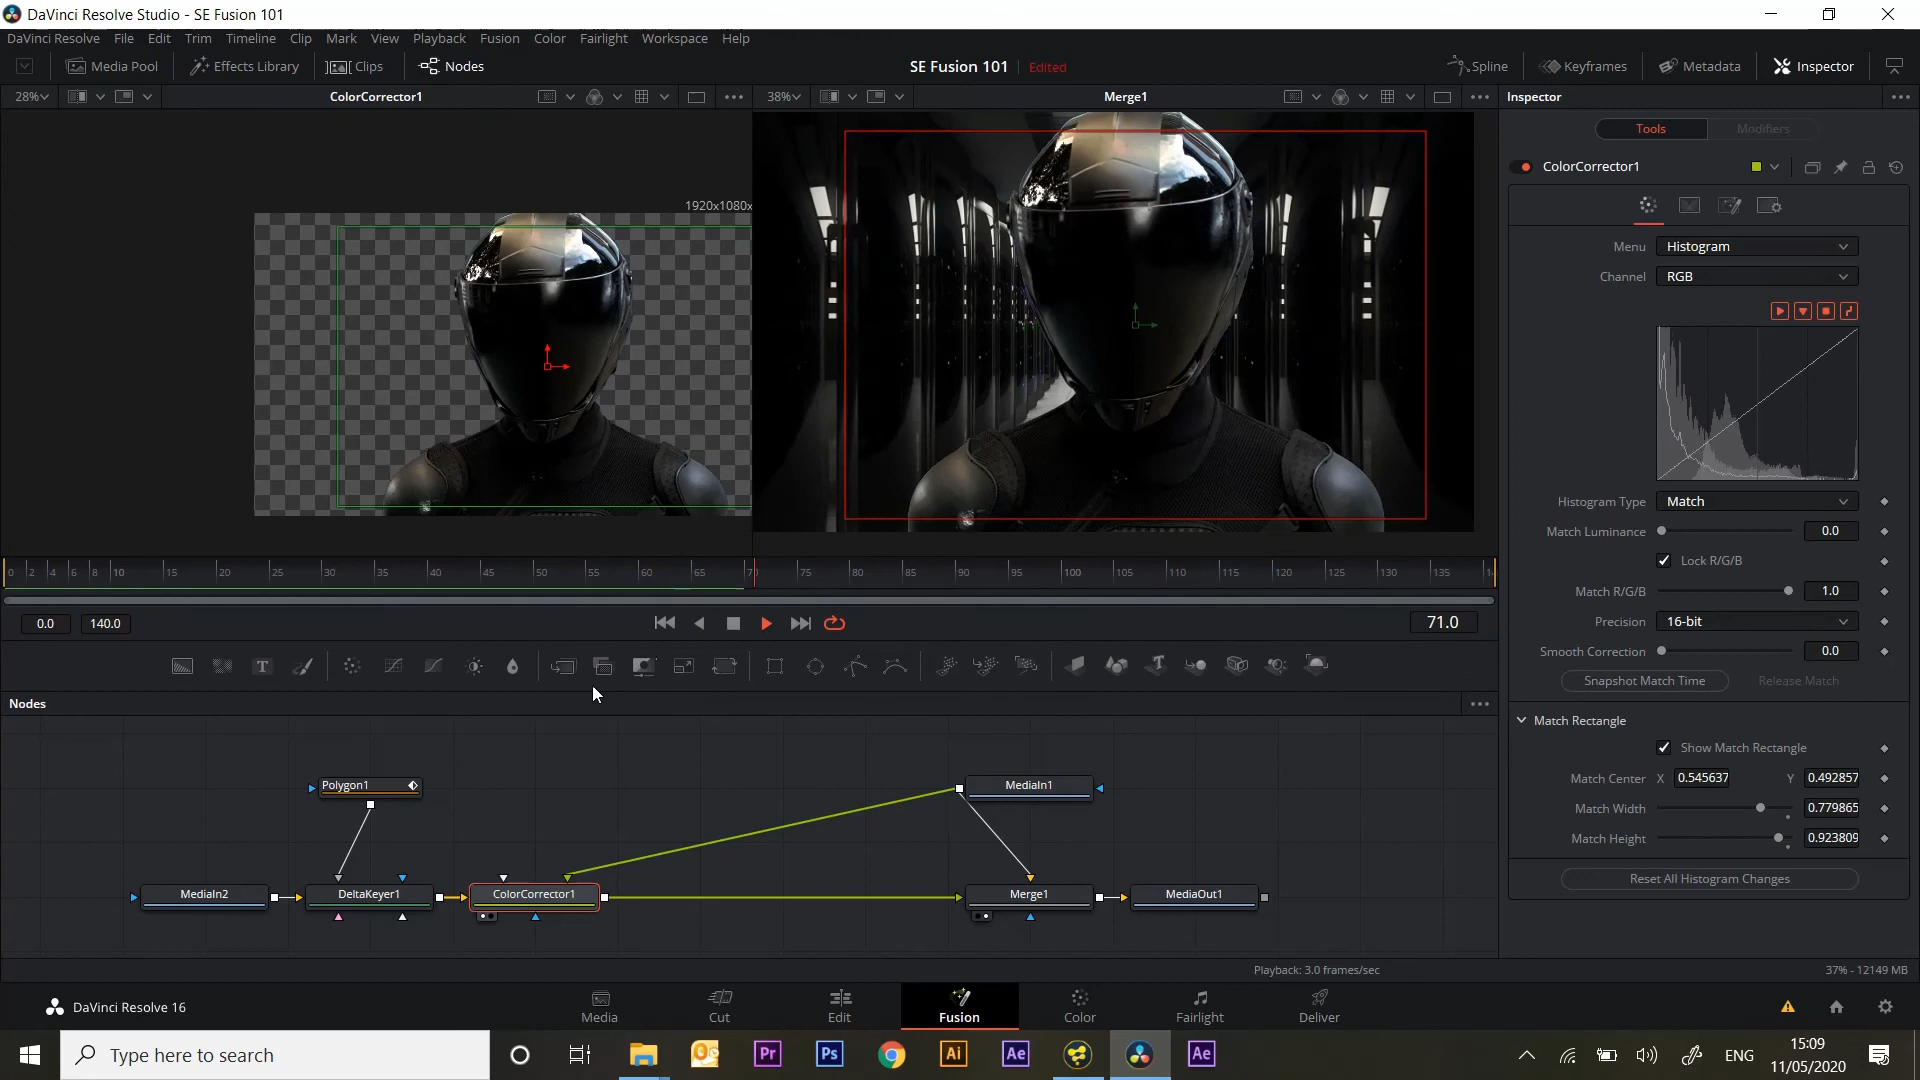 DaVinci Resolve Studio - SE Fusion 101
DaVinci Resolve File Edit Trim Timeline Clip Mark View Playback Fusion Color Fairlight Workspace Help
Media Pool Effects Library Clips Nodes SE Fusion 101 Edited Spline Keyframes Metadata Inspector
28% ColorCorrector1 38% Merge1 Inspector
Tools Modifiers
ColorCorrector1
1920x1080x
Menu Histogram
Channel RGB
Histogram Type Match
Match Luminance 0.0
Lock R/G/B
Match R/G/B 1.0
Precision 16-bit
Smooth Correction 0.0
Snapshot Match Time Release Match
Match Rectangle
Show Match Rectangle
Match Center X 0.545637 Y 0.492857
Match Width 0.779865
Match Height 0.923809
Reset All Histogram Changes
0 2 4 6 8 10 15 20 25 30 35 40 45 50 55 60 65 75 80 85 90 95 100 105 110 115 120 125 130 135
0.0 140.0 71.0
T T
Nodes
Polygon1 MediaIn1
MediaIn2 DeltaKeyer1 ColorCorrector1 Merge1 MediaOut1
Playback: 3.0 frames/sec 37% - 12149 MB
DaVinci Resolve 16 Media Cut Edit Fusion Color Fairlight Deliver
Type here to search Pr Ps Ai Ae Ae ENG 15:09
11/05/2020